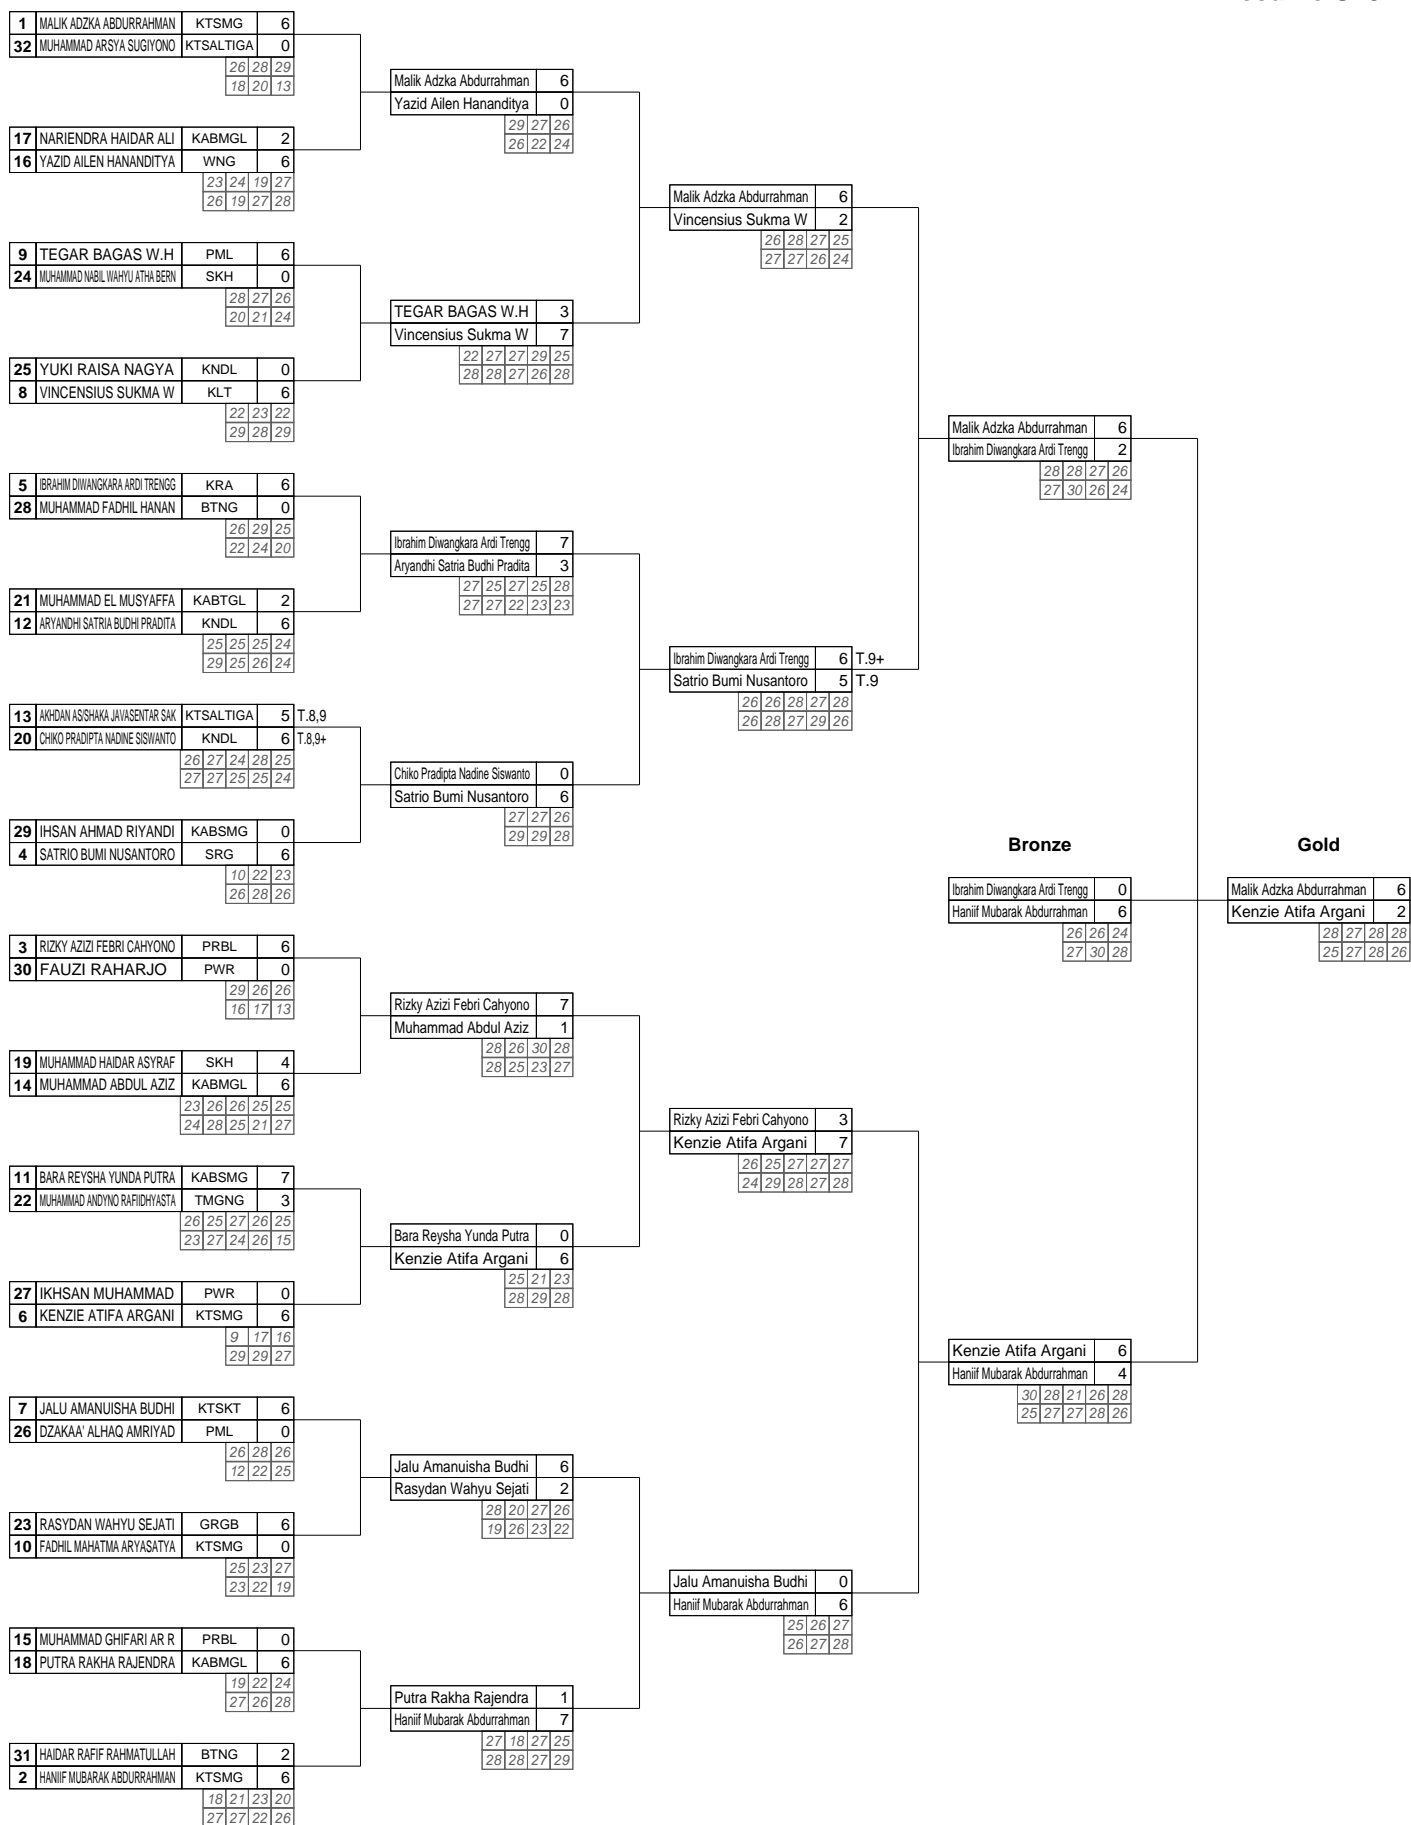 1 MALIK ADZKA ABDURRAHMAN KTSMG 6
32 MUHAMMAD ARSYA SUGIYONO KTSALTIGA 0
26 28 29
18 20 13
17 NARIENDRA HAIDAR ALI KABMGL 2
16 YAZID AILEN HANANDITYA WNG 6
23 24 19 27
26 19 27 28
9 TEGAR BAGAS W.H PML 6
24 MUHAMMAD NABIL WAHYU ATHA BERN SKH 0
28 27 26
20 21 24
25 YUKI RAISA NAGYA KNDL 0
8 VINCENSIUS SUKMA W KLT 6
22 23 22
29 28 29
5 IBRAHIM DIWANGKARA ARDI TRENGG KRA 6
28 MUHAMMAD FADHIL HANAN BTNG 0
26 29 25
22 24 20
21 MUHAMMAD EL MUSYAFFA KABTGL 2
12 ARYANDHI SATRIA BUDHI PRADITA KNDL 6
25 25 25 24
29 25 26 24
13 AKHDAN AS/SHAKA JAVASENTAR SAK KTSALTIGA 5 T.8,9
20 CHIKO PRADIPTA NADINE SISWANTO KNDL 6 T.8,9+
26 27 24 28 25
27 27 25 25 24
29 IHSAN AHMAD RIYANDI KABSMG 0
4 SATRIO BUMI NUSANTORO SRG 6
10 22 23
26 28 26
3 RIZKY AZIZI FEBRI CAHYONO PRBL 6
30 FAUZI RAHARJO PWR 0
29 26 26
16 17 13
19 MUHAMMAD HAIDAR ASYRAF SKH 4
14 MUHAMMAD ABDUL AZIZ KABMGL 6
23 26 26 25 25
24 28 25 21 27
11 BARA REYSHA YUNDA PUTRA KABSMG 7
22 MUHAMMAD ANDYNO RAFIIDHYASTA TMGNG 3
26 25 27 26 25
23 27 24 26 15
27 IKHSAN MUHAMMAD PWR 0
6 KENZIE ATIFA ARGANI KTSMG 6
9 17 16
29 29 27
7 JALU AMANUISHA BUDHI KTSKT 6
26 DZAKAA' ALHAQ AMRIYAD PML 0
26 28 26
12 22 25
23 RASYDAN WAHYU SEJATI GRGB 6
10 FADHIL MAHATMA ARYASATYA KTSMG 0
25 23 27
23 22 19
15 MUHAMMAD GHIFARI AR R PRBL 0
18 PUTRA RAKHA RAJENDRA KABMGL 6
19 22 24
27 26 28
31 HAIDAR RAFIF RAHMATULLAH BTNG 2
2 HANIIF MUBARAK ABDURRAHMAN KTSMG 6
18 21 23 20
27 27 22 26
Malik Adzka Abdurrahman 6
Yazid Ailen Hananditya 0
29 27 26
26 22 24
TEGAR BAGAS W.H 3
Vincensius Sukma W 7
22 27 27 29 25
28 28 27 26 28
Ibrahim Diwangkara Ardi Trengg 7
Aryandhi Satria Budhi Pradita 3
27 25 27 25 28
27 27 22 23 23
Chiko Pradipta Nadine Siswanto 0
Satrio Bumi Nusantoro 6
27 27 26
29 29 28
Rizky Azizi Febri Cahyono 7
Muhammad Abdul Aziz 1
28 26 30 28
28 25 23 27
Bara Reysha Yunda Putra 0
Kenzie Atifa Argani 6
25 21 23
28 29 28
Jalu Amanuisha Budhi 6
Rasydan Wahyu Sejati 2
28 20 27 26
19 26 23 22
Putra Rakha Rajendra 1
Haniif Mubarak Abdurrahman 7
27 18 27 25
28 28 27 29
Malik Adzka Abdurrahman 6
Vincensius Sukma W 2
26 28 27 25
27 27 26 24
Ibrahim Diwangkara Ardi Trengg 6 T.9+
Satrio Bumi Nusantoro 5 T.9
26 26 28 27 28
26 28 27 29 26
Rizky Azizi Febri Cahyono 3
Kenzie Atifa Argani 7
26 25 27 27 27
24 29 28 27 28
Jalu Amanuisha Budhi 0
Haniif Mubarak Abdurrahman 6
25 26 27
26 27 28
Malik Adzka Abdurrahman 6
Ibrahim Diwangkara Ardi Trengg 2
28 28 27 26
27 30 26 24
Kenzie Atifa Argani 6
Haniif Mubarak Abdurrahman 4
30 28 21 26 28
25 27 27 28 26
Bronze
Ibrahim Diwangkara Ardi Trengg 0
Haniif Mubarak Abdurrahman 6
26 26 24
27 30 28
Gold
Malik Adzka Abdurrahman 6
Kenzie Atifa Argani 2
28 27 28 28
25 27 28 26